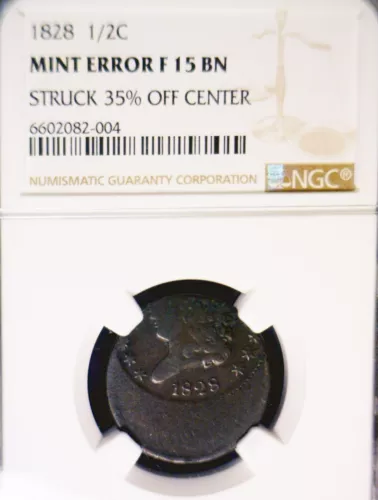 1828 1/2C
MINT ERROR F 15 BN
STRUCK 35% OFF CENTER
6602082-004
NUMISMATIC GUARANTY CORPORATION
NGC®
1828